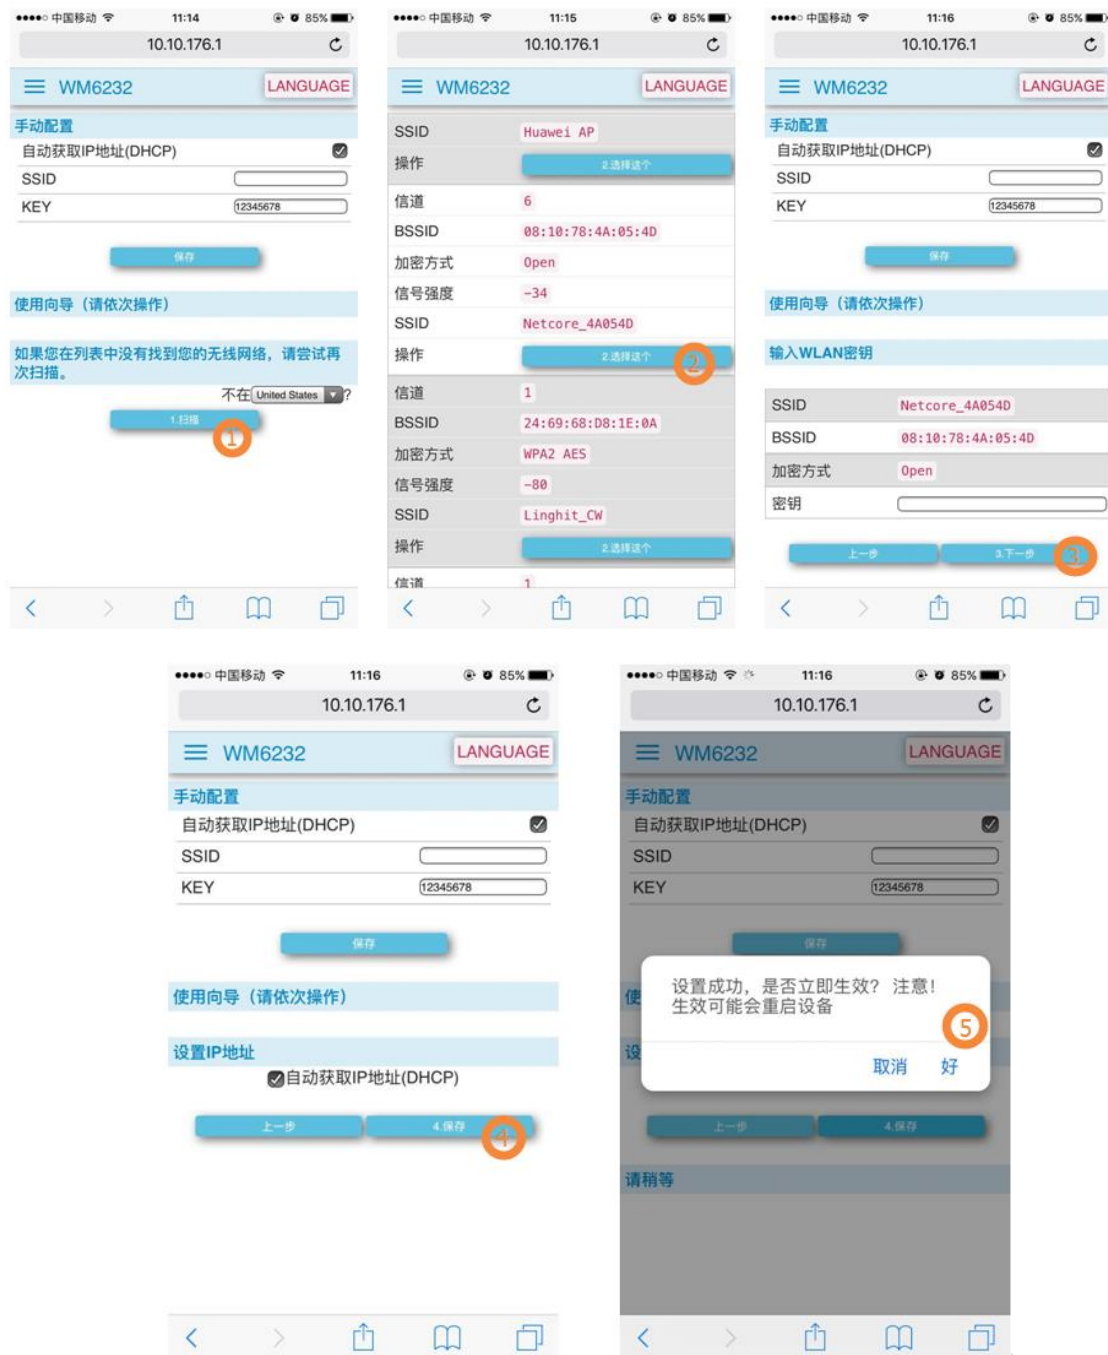 中国移动 11:14 85%
10.10.176.1
WM6232 LANGUAGE
手动配置
自动获取IP地址(DHCP)
SSID
KEY 12345678
保存
使用向导（请依次操作）
如果您在列表中没有找到您的无线网络，请尝试再
次扫描。
不在 United States ?
1.扫描 1
中国移动 11:15 85%
10.10.176.1
WM6232 LANGUAGE
SSID Huawei AP
操作 2.选择这个
信道 6
BSSID 08:10:78:4A:05:4D
加密方式 Open
信号强度 -34
SSID Netcore_4A054D
操作 2.选择这个 2
信道 1
BSSID 24:69:68:D8:1E:0A
加密方式 WPA2 AES
信号强度 -80
SSID Linghit_CW
操作 2.选择这个
信道 1
中国移动 11:16 85%
10.10.176.1
WM6232 LANGUAGE
手动配置
自动获取IP地址(DHCP)
SSID
KEY 12345678
保存
使用向导（请依次操作）
输入WLAN密钥
SSID Netcore_4A054D
BSSID 08:10:78:4A:05:4D
加密方式 Open
密钥
上一步 3.下一步 3
中国移动 11:16 85%
10.10.176.1
WM6232 LANGUAGE
手动配置
自动获取IP地址(DHCP)
SSID
KEY 12345678
保存
使用向导（请依次操作）
设置IP地址
自动获取IP地址(DHCP)
上一步 4.保存 4
中国移动 11:16 85%
10.10.176.1
WM6232 LANGUAGE
手动配置
自动获取IP地址(DHCP)
SSID
KEY 12345678
保存
使
设置成功，是否立即生效？ 注意！
生效可能会重启设备
5
设
取消 好
上一步 4.保存
请稍等